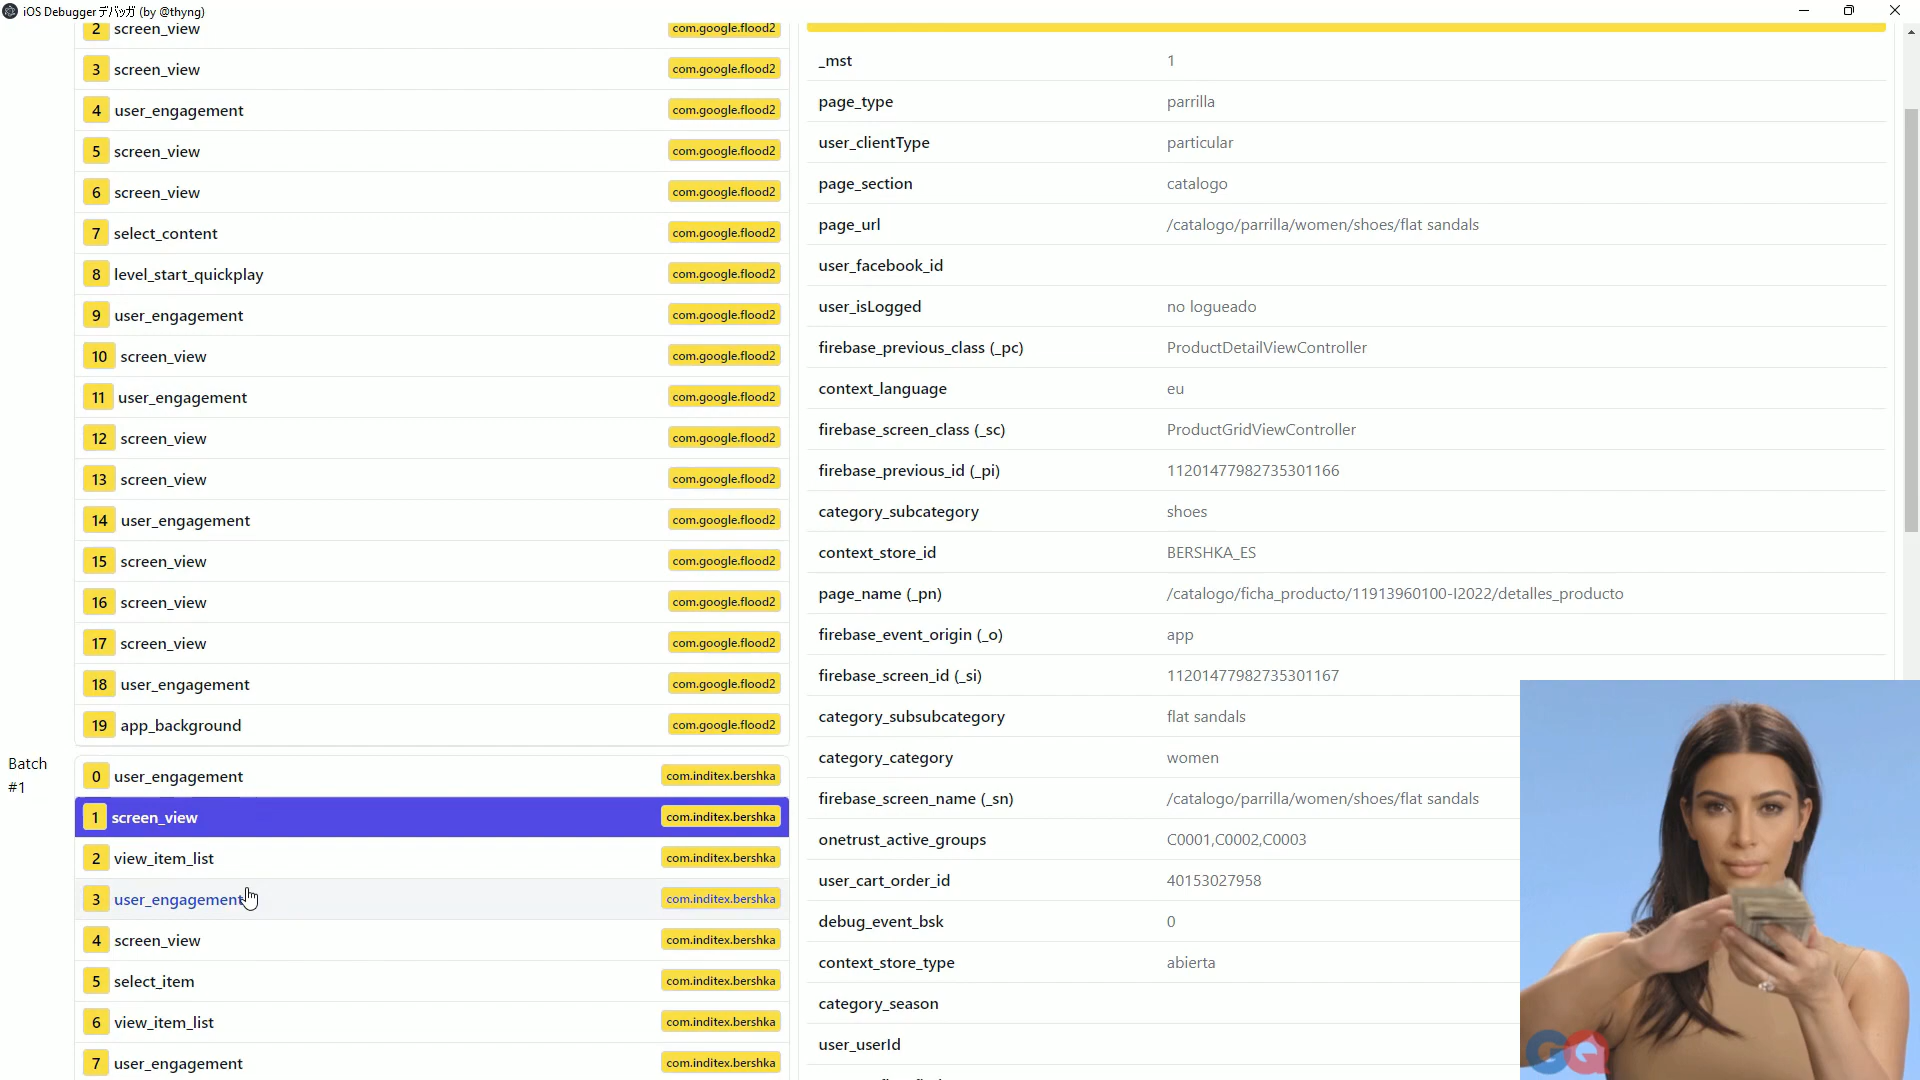 iOS Debugger デバッガ (by @thyng)
2 screen_view com.google.flood2
3 screen_view com.google.flood2
4 user_engagement com.google.flood2
5 screen_view com.google.flood2
6 screen_view com.google.flood2
7 select_content com.google.flood2
8 level_start_quickplay com.google.flood2
9 user_engagement com.google.flood2
10 screen_view com.google.flood2
11 user_engagement com.google.flood2
12 screen_view com.google.flood2
13 screen_view com.google.flood2
14 user_engagement com.google.flood2
15 screen_view com.google.flood2
16 screen_view com.google.flood2
17 screen_view com.google.flood2
18 user_engagement com.google.flood2
19 app_background com.google.flood2
Batch
#1
0 user_engagement com.inditex.bershka
1 screen_view com.inditex.bershka
2 view_item_list com.inditex.bershka
3 user_engagement com.inditex.bershka
4 screen_view com.inditex.bershka
5 select_item com.inditex.bershka
6 view_item_list com.inditex.bershka
7 user_engagement com.inditex.bershka
_mst 1
page_type parrilla
user_clientType particular
page_section catalogo
page_url /catalogo/parrilla/women/shoes/flat sandals
user_facebook_id
user_isLogged no logueado
firebase_previous_class (_pc) ProductDetailViewController
context_language eu
firebase_screen_class (_sc) ProductGridViewController
firebase_previous_id (_pi) 11201477982735301166
category_subcategory shoes
context_store_id BERSHKA_ES
page_name (_pn) /catalogo/ficha_producto/11913960100-I2022/detalles_producto
firebase_event_origin (_o) app
firebase_screen_id (_si) 11201477982735301167
category_subsubcategory flat sandals
category_category women
firebase_screen_name (_sn) /catalogo/parrilla/women/shoes/flat sandals
onetrust_active_groups C0001,C0002,C0003
user_cart_order_id 40153027958
debug_event_bsk 0
context_store_type abierta
category_season
user_userId
GQ